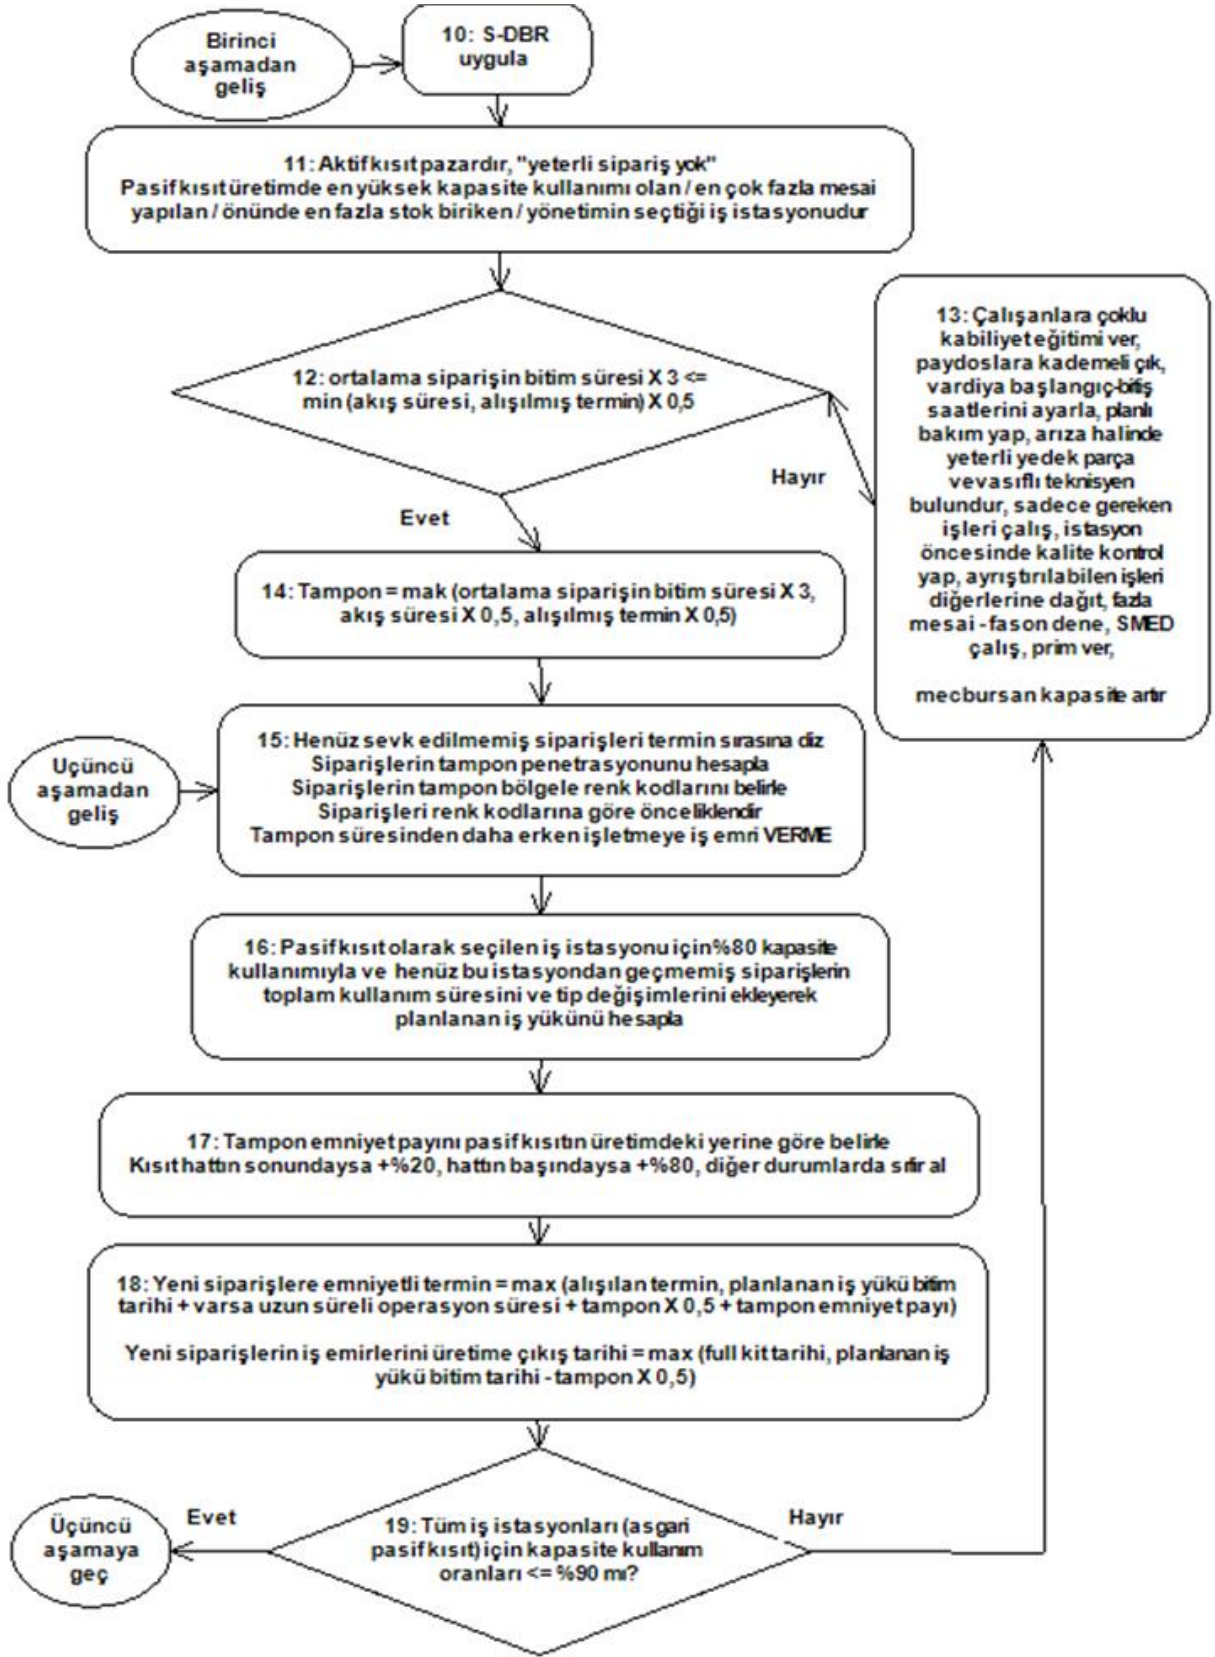 Birinci
aşamadan
geliş
10: S-DBR
uygula
11: Aktif kısıt pazardır, "yeterli sipariş yok"
Pasif kısıt üretimde en yüksek kapasite kullanımı olan / en çok fazla mesai
yapılan / önünde en fazla stok biriken / yönetimin seçtiği iş istasyonudur
12: ortalama siparişin bitim süresi X 3 <=
min (akış süresi, alışılmış termin) X 0,5
Hayır
Evet
13: Çalışanlara çoklu
kabiliyet eğitimi ver,
paydoslara kademeli çık,
vardiya başlangıç-bitiş
saatlerini ayarla, planlı
bakım yap, arıza halinde
yeterli yedek parça
ve vasıflı teknisyen
bulundur, sadece gereken
işleri çalış, istasyon
öncesinde kalite kontrol
yap, ayrıştırılabilen işleri
diğerlerine dağıt, fazla
mesai - fason dene, SMED
çalış, prim ver,
mecbursan kapasite artır
14: Tampon = mak (ortalama siparişin bitim süresi X 3,
akış süresi X 0,5, alışılmış termin X 0,5)
Üçüncü
aşamadan
geliş
15: Henüz sevk edilmemiş siparişleri termin sırasına diz
Siparişlerin tampon penetrasyonunu hesapla
Siparişlerin tampon bölgele renk kodlarını belirle
Siparişleri renk kodlarına göre önceliklendir
Tampon süresinden daha erken işletmeye iş emri VERME
16: Pasif kısıt olarak seçilen iş istasyonu için %80 kapasite
kullanımıyla ve henüz bu istasyondan geçmemiş siparişlerin
toplam kullanım süresini ve tip değişimlerini ekleyerek
planlanan iş yükünü hesapla
17: Tampon emniyet payını pasif kısıtın üretimdeki yerine göre belirle
Kısıt hattın sonundaysa +%20, hattın başındaysa +%80, diğer durumlarda sıfır al
18: Yeni siparişlere emniyetli termin = max (alışılan termin, planlanan iş yükü bitim
tarihi + varsa uzun süreli operasyon süresi + tampon X 0,5 + tampon emniyet payı)
Yeni siparişlerin iş emirlerini üretime çıkış tarihi = max (full kit tarihi, planlanan iş
yükü bitim tarihi - tampon X 0,5)
Üçüncü
aşamaya
geç
Evet
19: Tüm iş istasyonları (asgari
pasif kısıt) için kapasite kullanım
oranları <= %90 mı?
Hayır